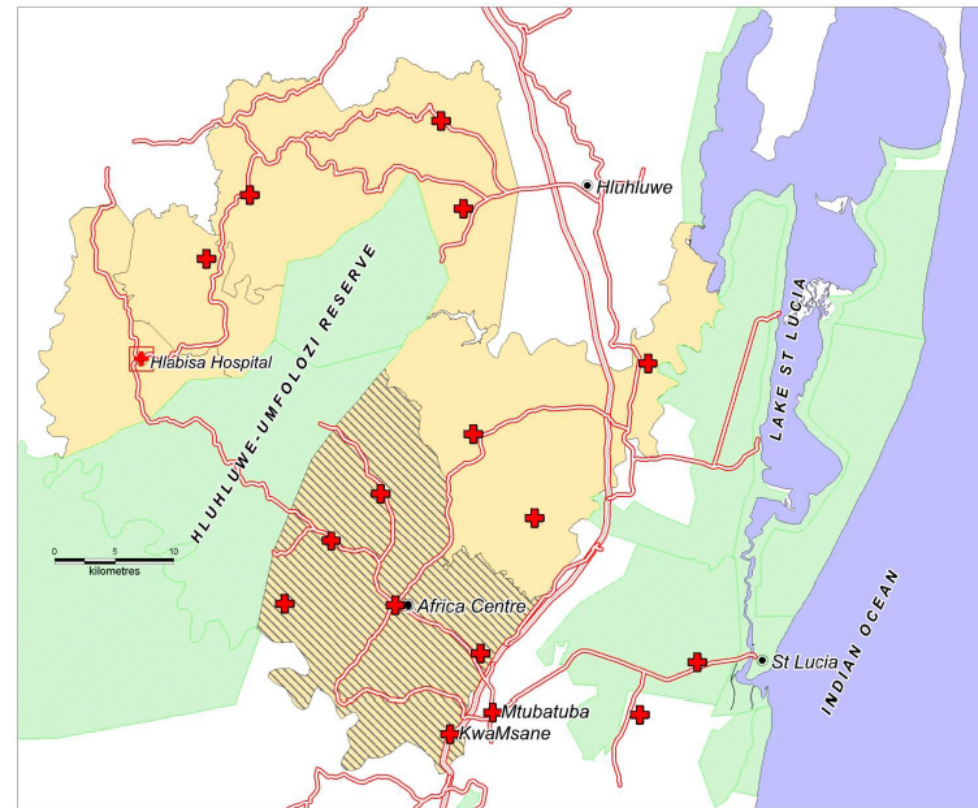 Hluhluwe
HLUHLUWE-UMFOLOZI RESERVE
LAKE ST LUCIA
Hlabisa Hospital
0 5 10
kilometres
Africa Centre
INDIAN OCEAN
St Lucia
Mtubatuba
KwaMsane